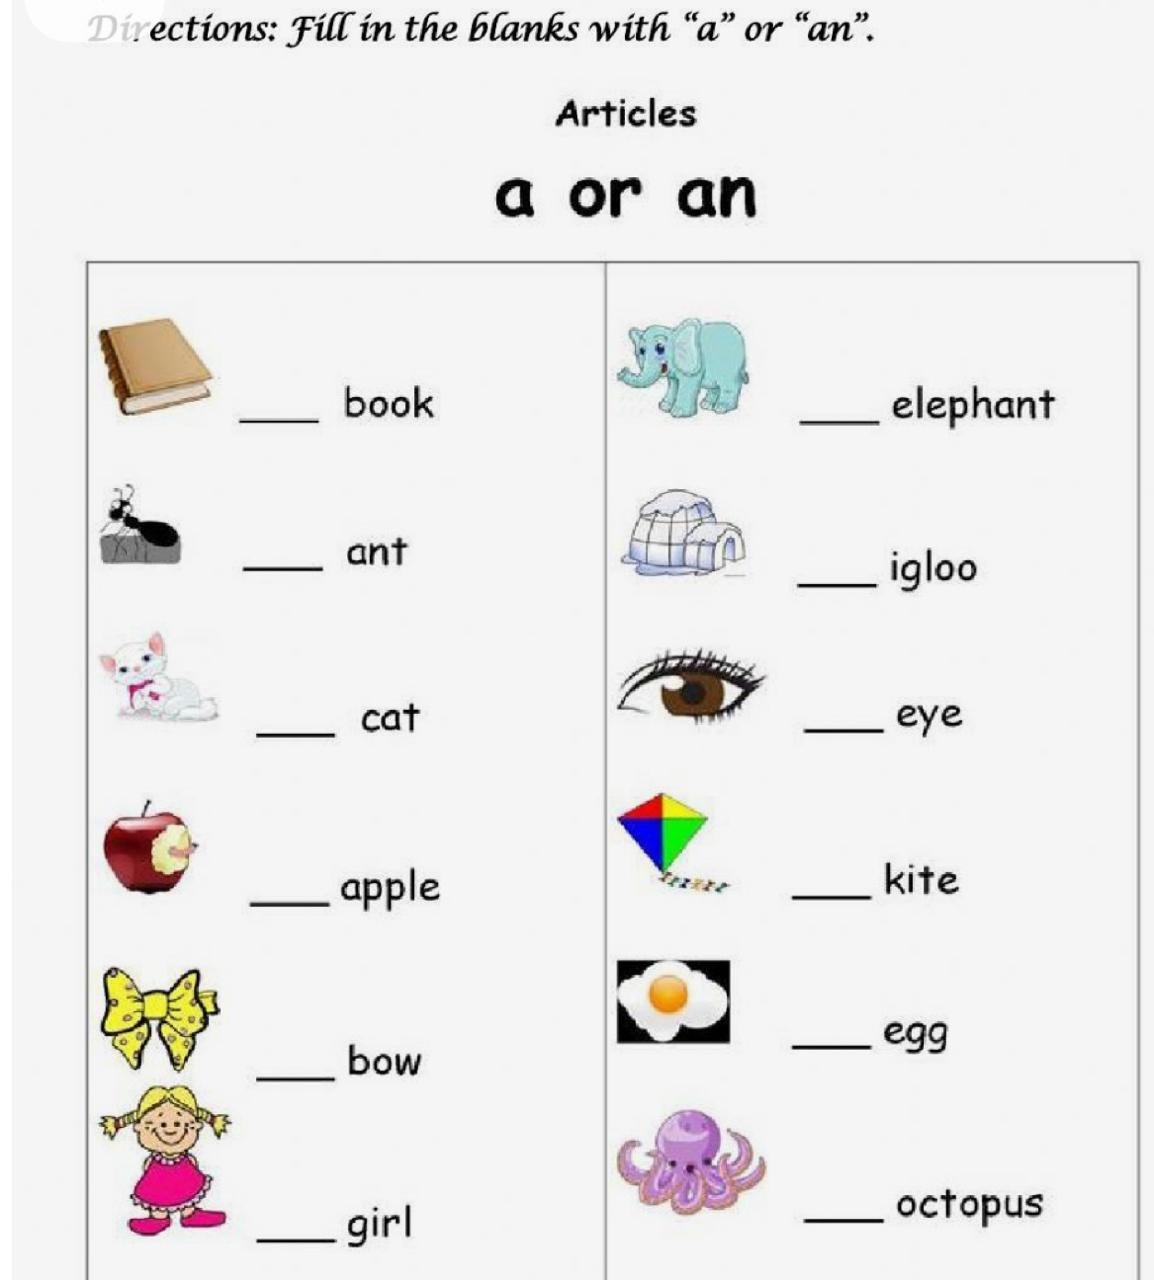 Directions: Fill in the blanks with “a” or “an”.
Articles
a or an
____ book
____ ant
____ cat
____ apple
____ bow
____ girl
____ elephant
____ igloo
____ eye
____ kite
____ egg
____ octopus